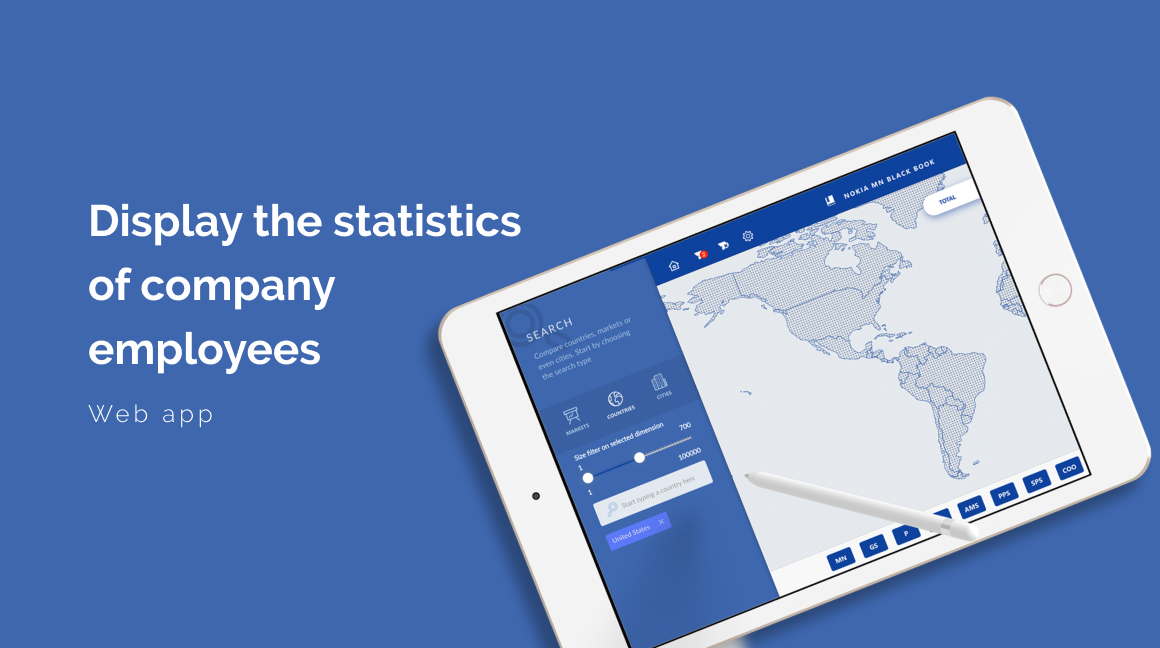 Display the statistics
of company
employees
Web app
NOKIA MN BLACK BOOK
TOTAL
2
SEARCH
Compare countries, markets or
even cities. Start by choosing
the search type
MARKETS
COUNTRIES
CITIES
Size filter on selected dimension
1
700
1
100000
Start typing a country here
United States ×
MN
GS
P
AMS
PPS
SPS
COO